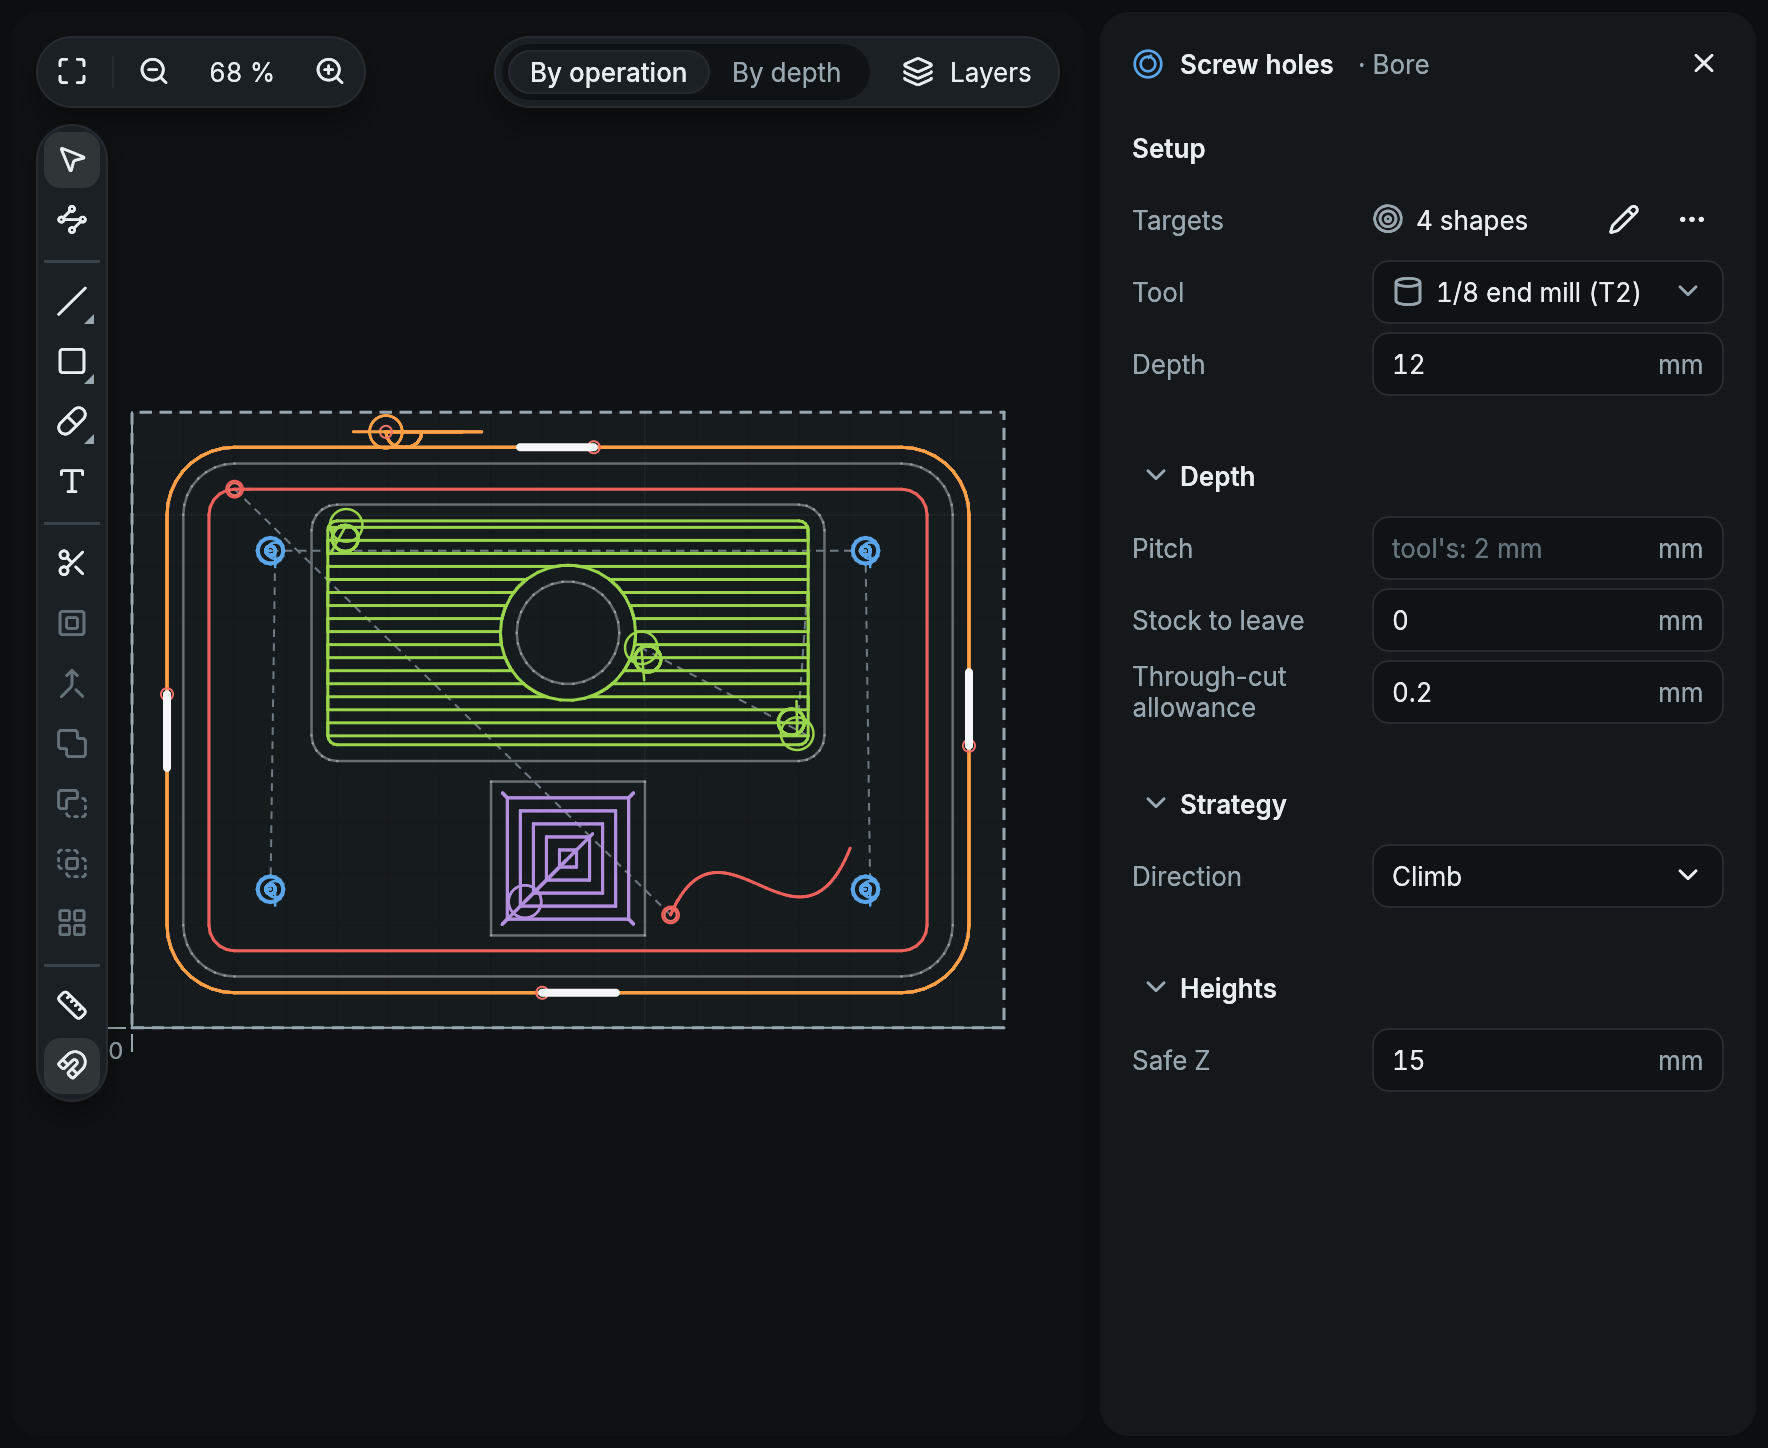 68 %
By operation
By depth
Layers
0
Screw holes · Bore
Setup
Targets
4 shapes
Tool
1/8 end mill (T2)
Depth
12 mm
Depth
Pitch
tool's: 2 mm mm
Stock to leave
0 mm
Through-cut
allowance
0.2 mm
Strategy
Direction
Climb
Heights
Safe Z
15 mm